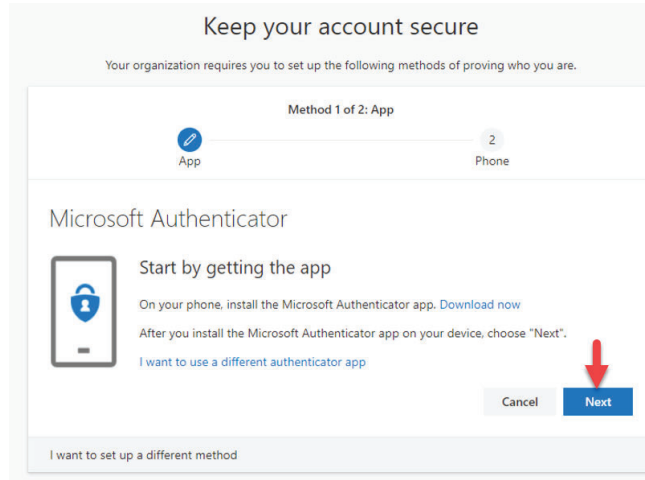 Keep your account secure
Your organization requires you to set up the following methods of proving who you are.
Method 1 of 2: App
2
App
Phone
Microsoft Authenticator
Start by getting the app
On your phone, install the Microsoft Authenticator app. Download now
After you install the Microsoft Authenticator app on your device, choose "Next".
I want to use a different authenticator app
Cancel
Next
I want to set up a different method